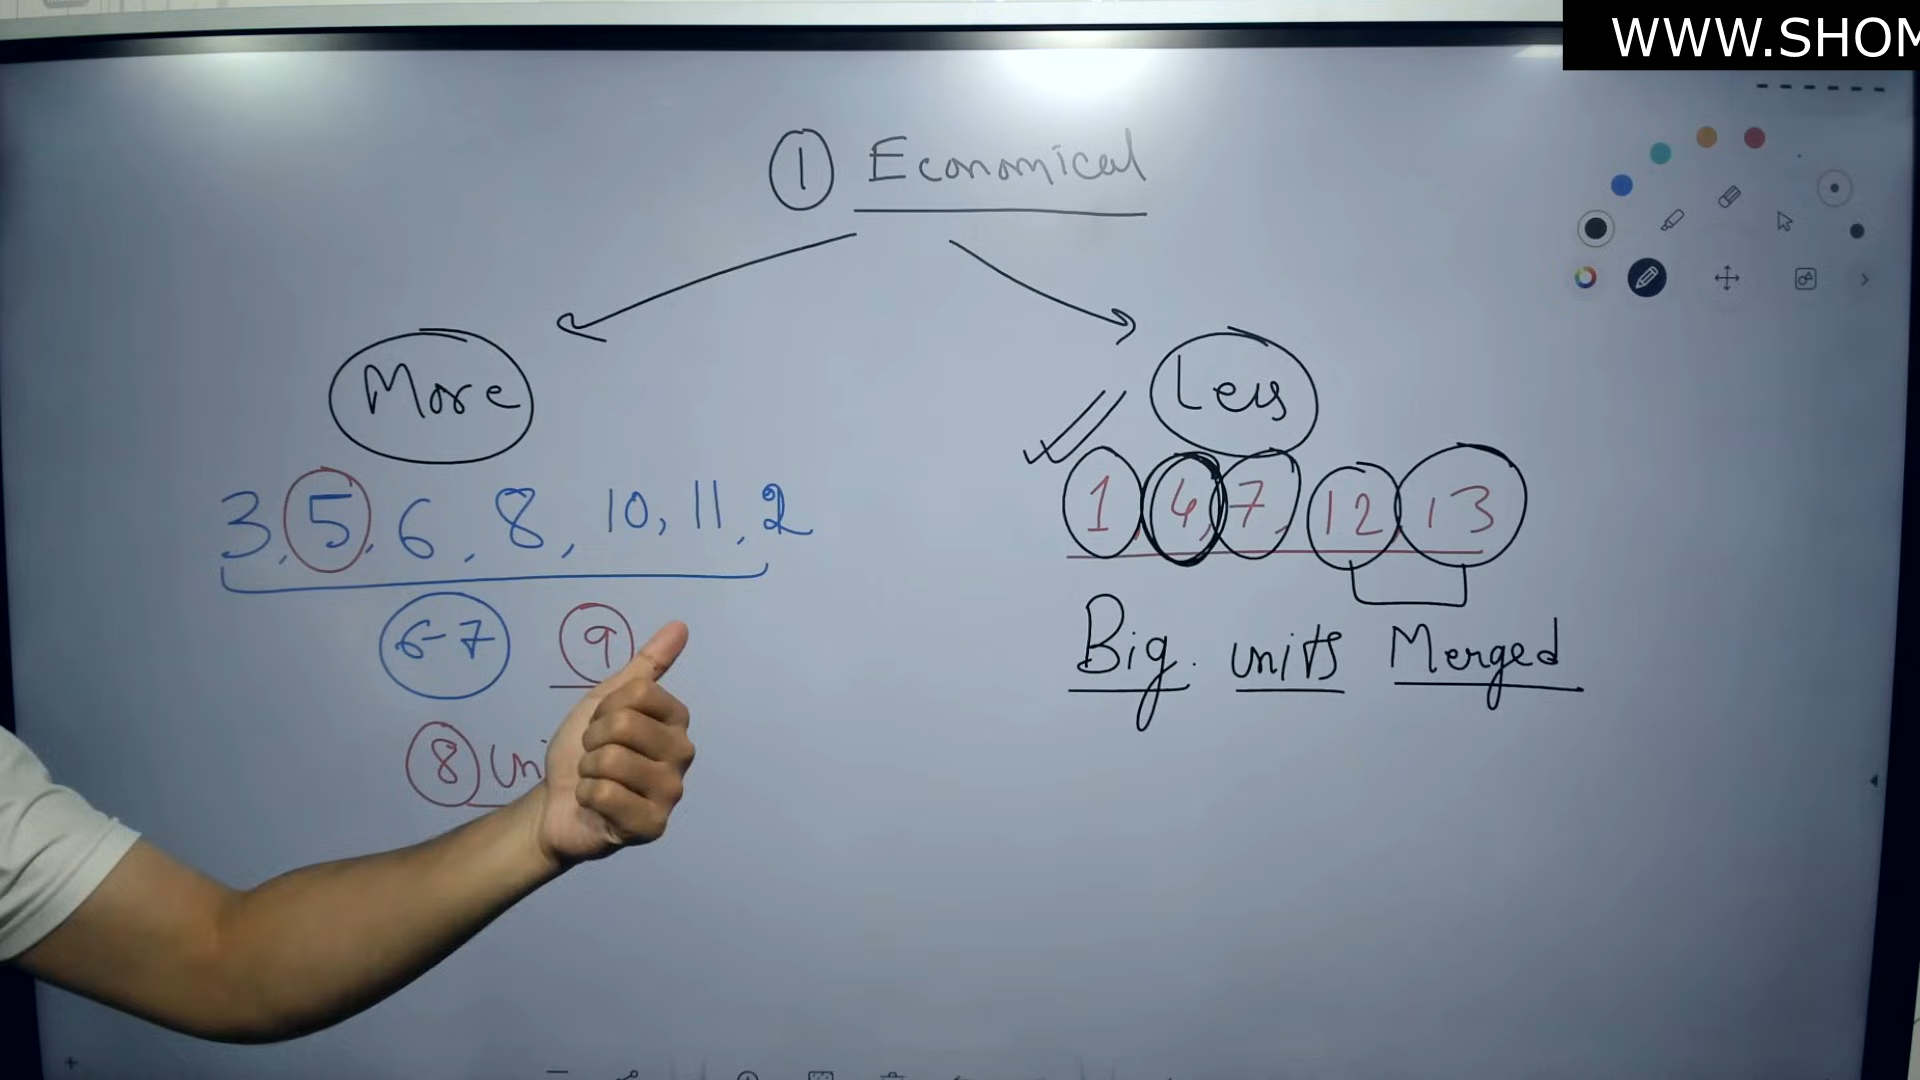 WWW.SHOM
① Economical
More Less
3, 5, 6, 8, 10, 11, 2
1, 4, 7, 12, 13
6-7 9
Big units Merged
8